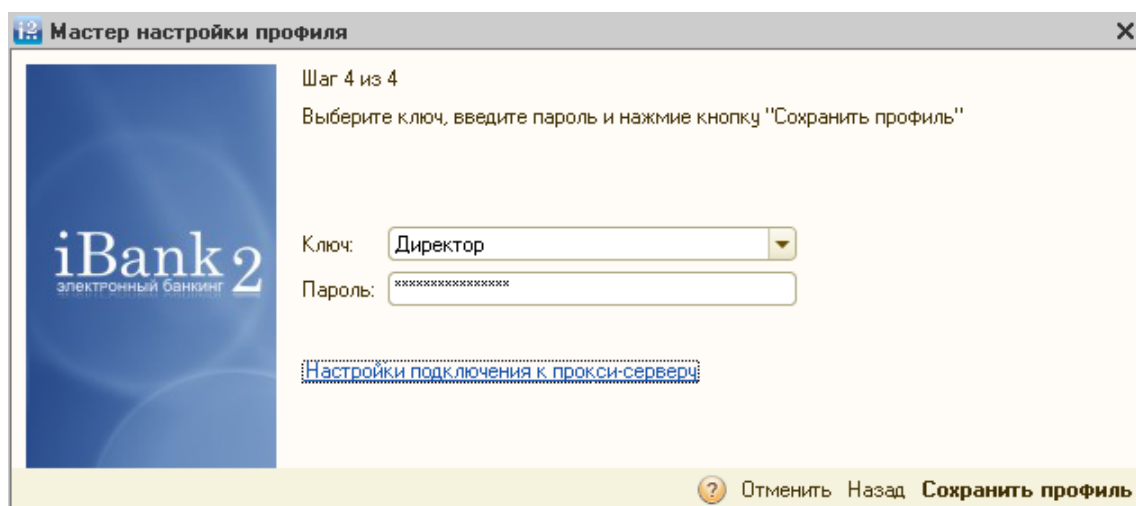 Мастер настройки профиля
Шаг 4 из 4
Выберите ключ, введите пароль и нажмие кнопку "Сохранить профиль"
iBank 2
электронный банкинг
Ключ: Директор
Пароль: ****************
Настройки подключения к прокси-серверу
? Отменить Назад Сохранить профиль